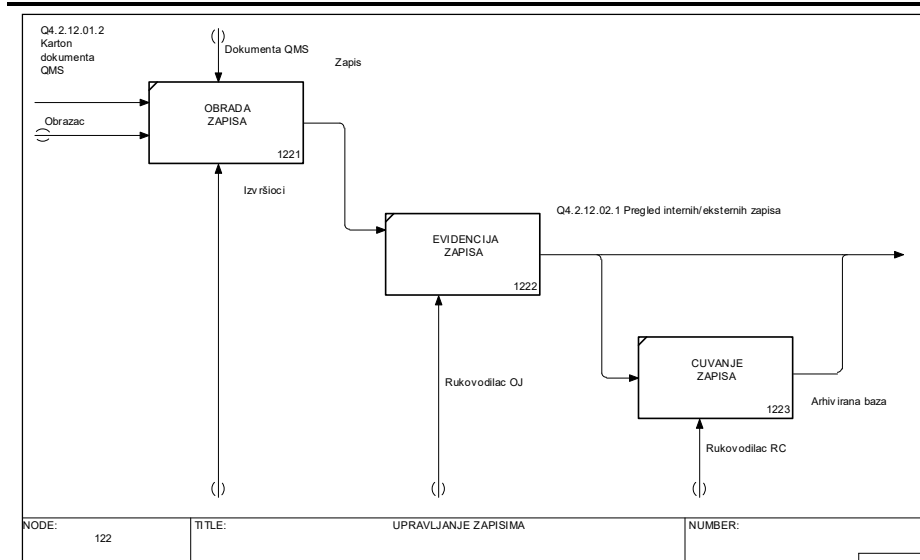 Q4.2.12.01.2
Karton
dokumenta
QMS
Dokumenta QMS
Zapis
OBRADA
ZAPISA
1221
Obrazac
Izvršioci
Q4.2.12.02.1 Pregled internih/eksternih zapisa
EVIDENCIJA
ZAPISA
1222
CUVANJE
ZAPISA
1223
Rukovodilac OJ
Arhivirana baza
Rukovodilac RC
NODE:
122
TITLE:
UPRAVLJANJE ZAPISIMA
NUMBER: